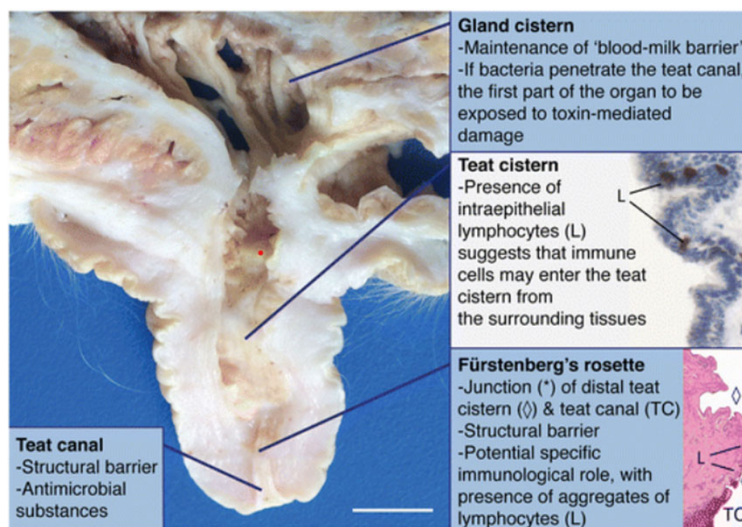 Gland cistern
-Maintenance of ‘blood-milk barrier’
-If bacteria penetrate the teat canal,
the first part of the organ to be
exposed to toxin-mediated
damage
Teat cistern
-Presence of
intraepithelial
lymphocytes (L)
suggests that immune
cells may enter the teat
cistern from
the surrounding tissues
L
Fürstenberg’s rosette
-Junction (*) of distal teat
cistern (◊) & teat canal (TC)
-Structural barrier
-Potential specific
immunological role, with
presence of aggregates of
lymphocytes (L)
◊
L
TC
Teat canal
-Structural barrier
-Antimicrobial
substances